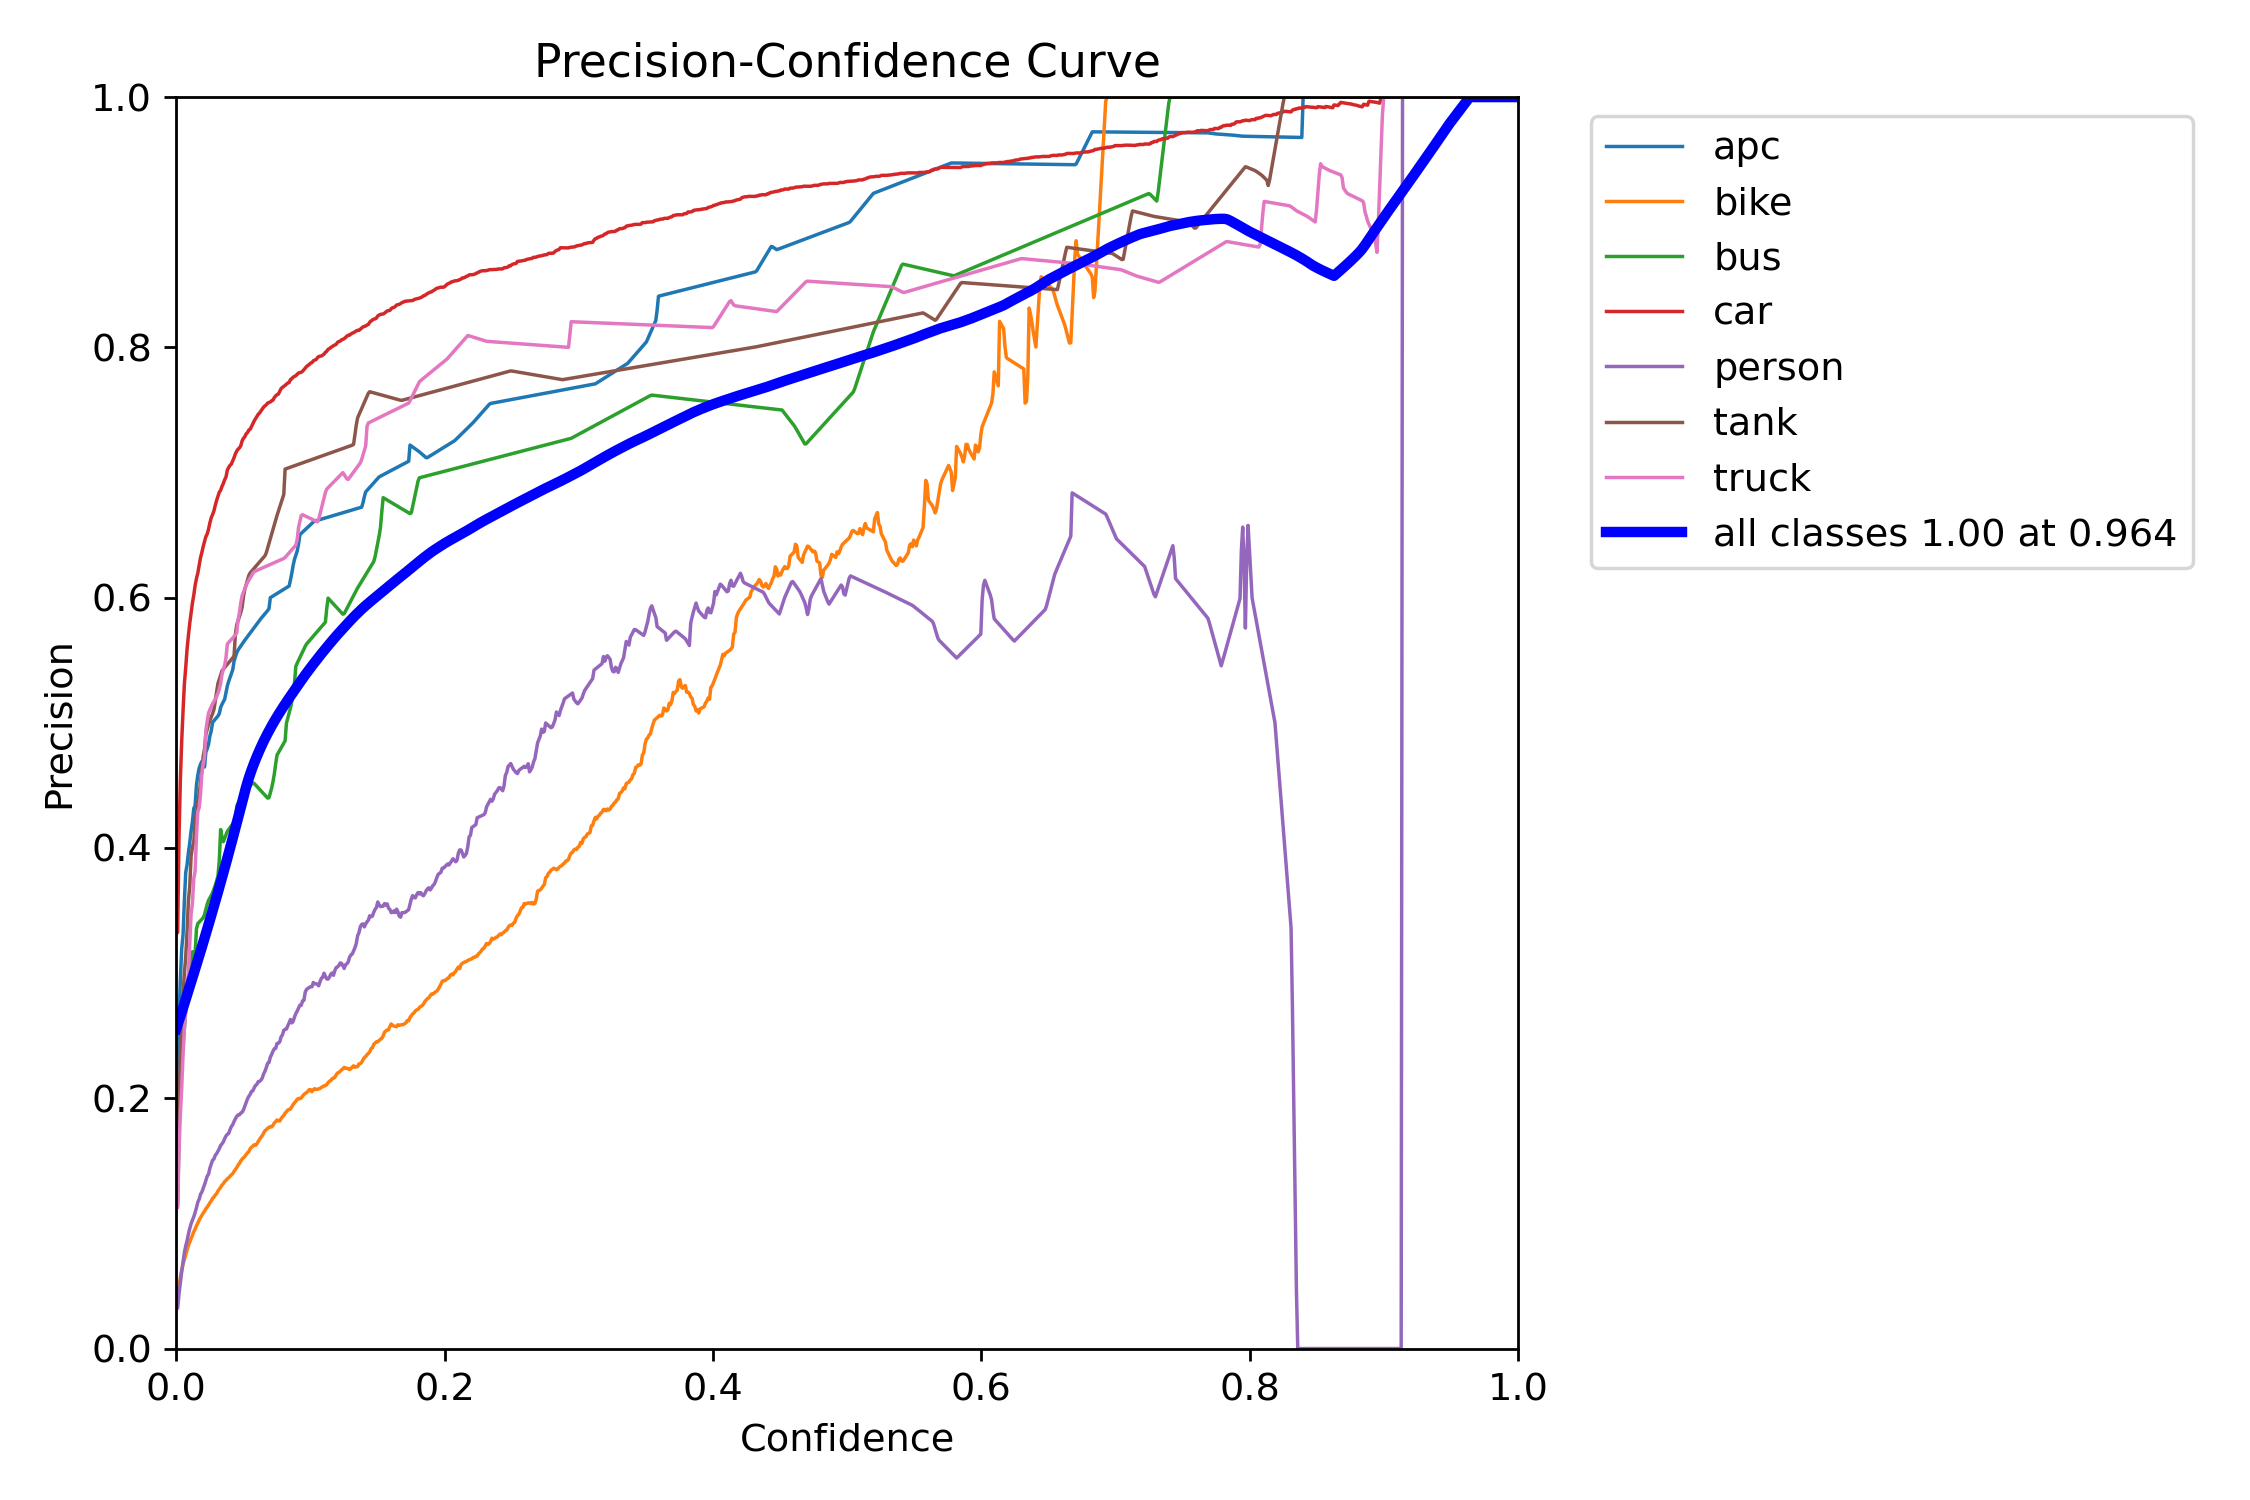 Precision-Confidence Curve
1.0
0.8
0.6
0.4
0.2
0.0
Precision
0.0 0.2 0.4 0.6 0.8 1.0
Confidence
apc
bike
bus
car
person
tank
truck
all classes 1.00 at 0.964